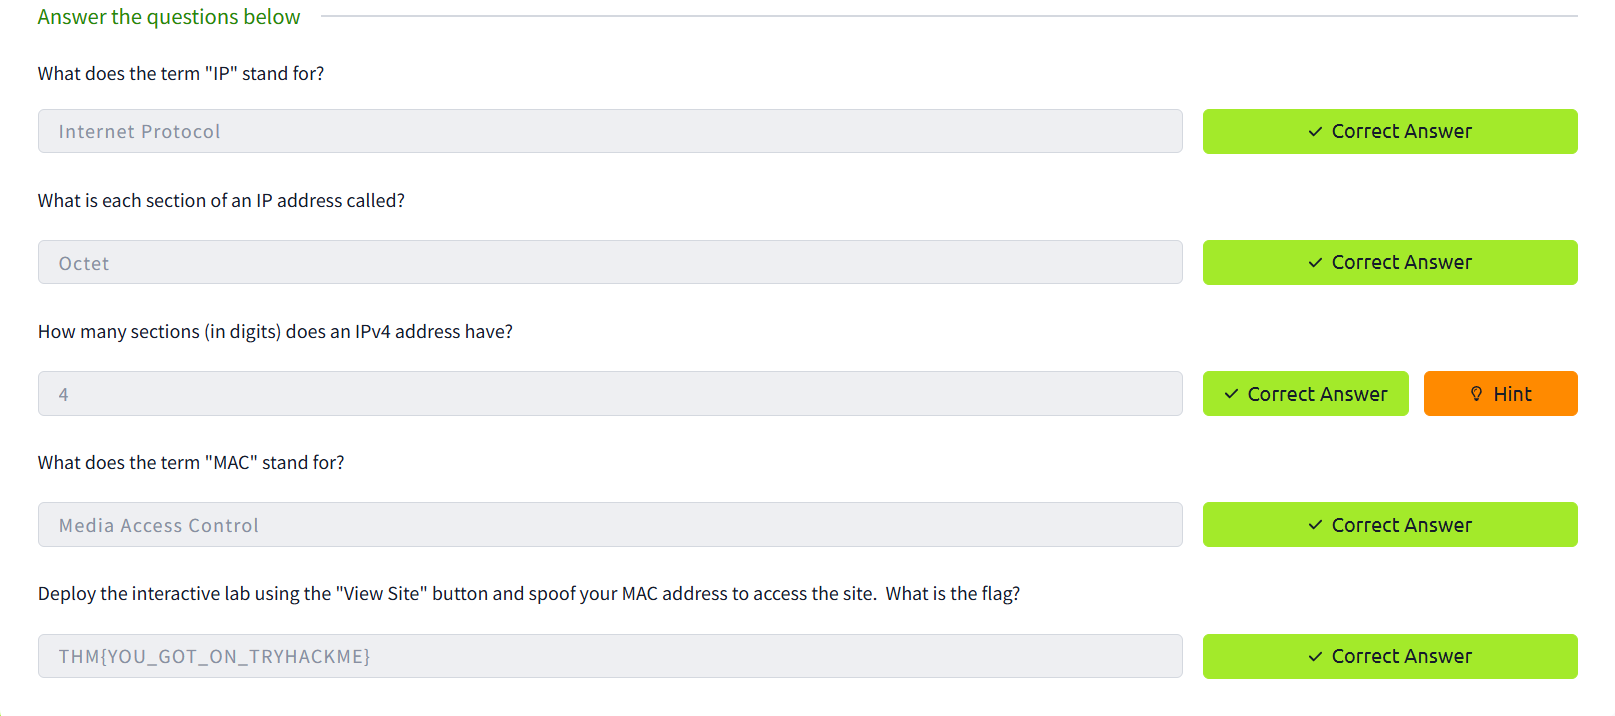 Answer the questions below
What does the term "IP" stand for?
Internet Protocol
Correct Answer
What is each section of an IP address called?
Octet
Correct Answer
How many sections (in digits) does an IPv4 address have?
4
Correct Answer
Hint
What does the term "MAC" stand for?
Media Access Control
Correct Answer
Deploy the interactive lab using the "View Site" button and spoof your MAC address to access the site.  What is the flag?
THM{YOU_GOT_ON_TRYHACKME}
Correct Answer